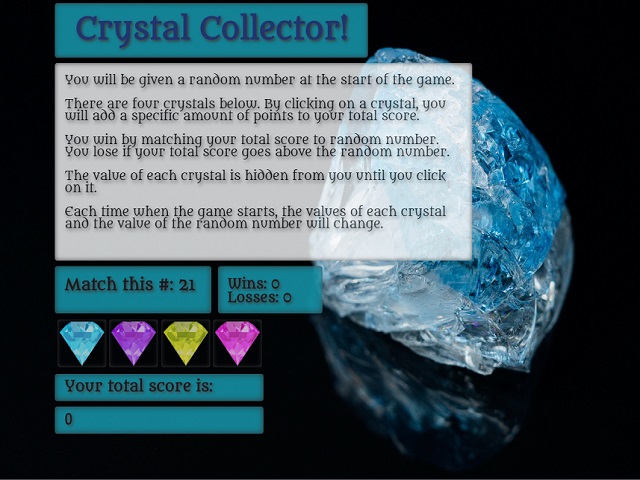 Crystal Collector!
You will be given a random number at the start of the game.
There are four crystals below. By clicking on a crystal, you
will add a specific amount of points to your total score.
You win by matching your total score to random number.
You lose if your total score goes above the random number.
The value of each crystal is hidden from you until you click
on it.
Each time when the game starts, the values of each crystal
and the value of the random number will change.
Match this #: 21
Wins: 0
Losses: 0
Your total score is:
0